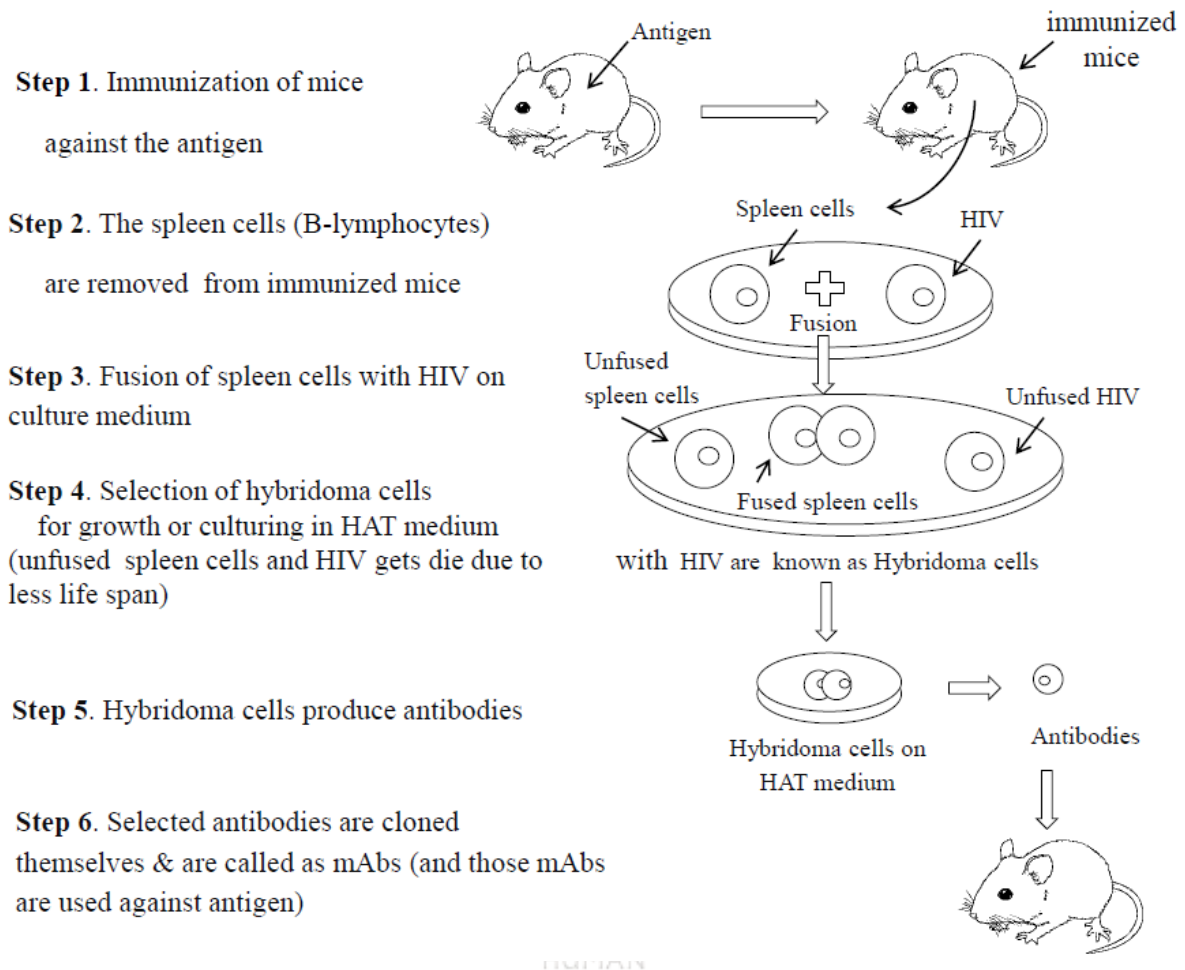 Antigen
immunized
mice
Step 1. Immunization of mice
against the antigen
Step 2. The spleen cells (B-lymphocytes)
are removed from immunized mice
Spleen cells
HIV
Fusion
Step 3. Fusion of spleen cells with HIV on
culture medium
Unfused
spleen cells
Unfused HIV
Fused spleen cells
with HIV are known as Hybridoma cells
Step 4. Selection of hybridoma cells
for growth or culturing in HAT medium
(unfused spleen cells and HIV gets die due to
less life span)
Step 5. Hybridoma cells produce antibodies
Hybridoma cells on
HAT medium
Antibodies
Step 6. Selected antibodies are cloned
themselves & are called as mAbs (and those mAbs
are used against antigen)